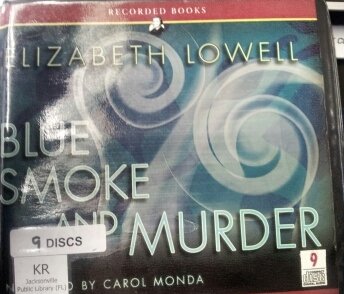 RECORDED BOOKS
ELIZABETH LOWELL
BLUE
SMOKE
AND MURDER
9 DISCS
9
KR
Jacksonville
Public Library (FL)
BY CAROL MONDA